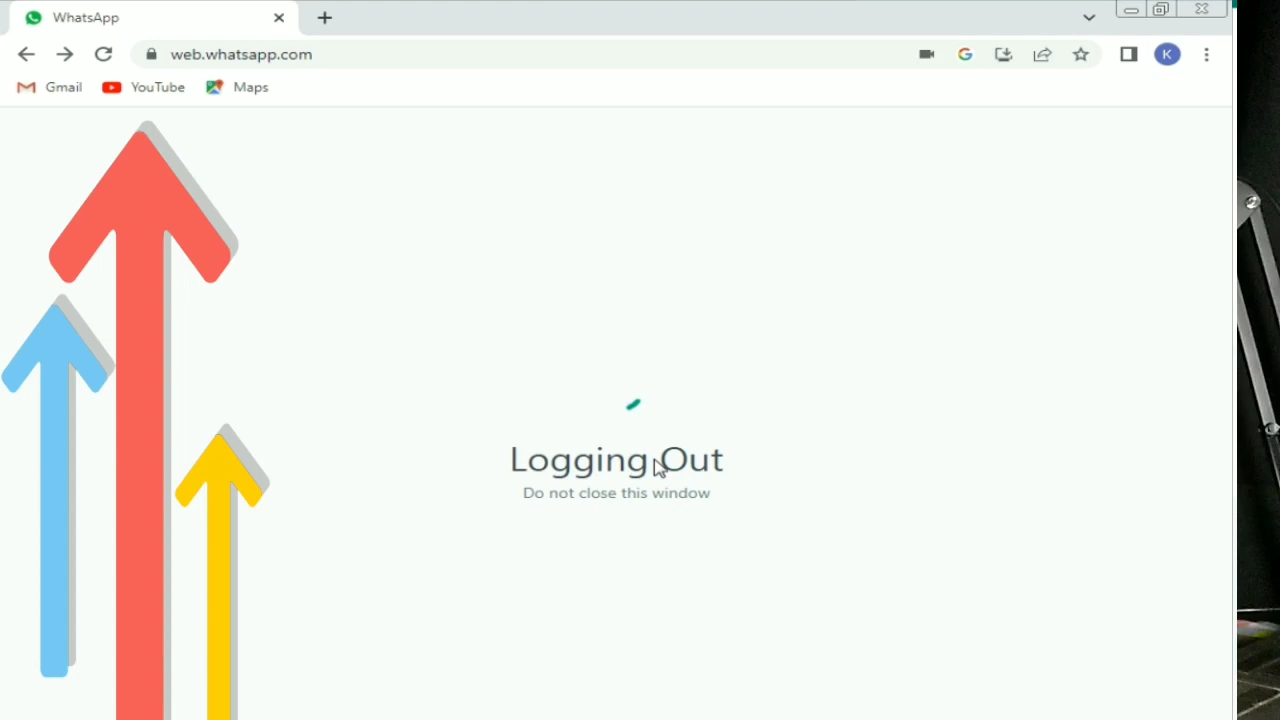 WhatsApp
web.whatsapp.com
K
Gmail
YouTube
Maps
Logging Out
Do not close this window